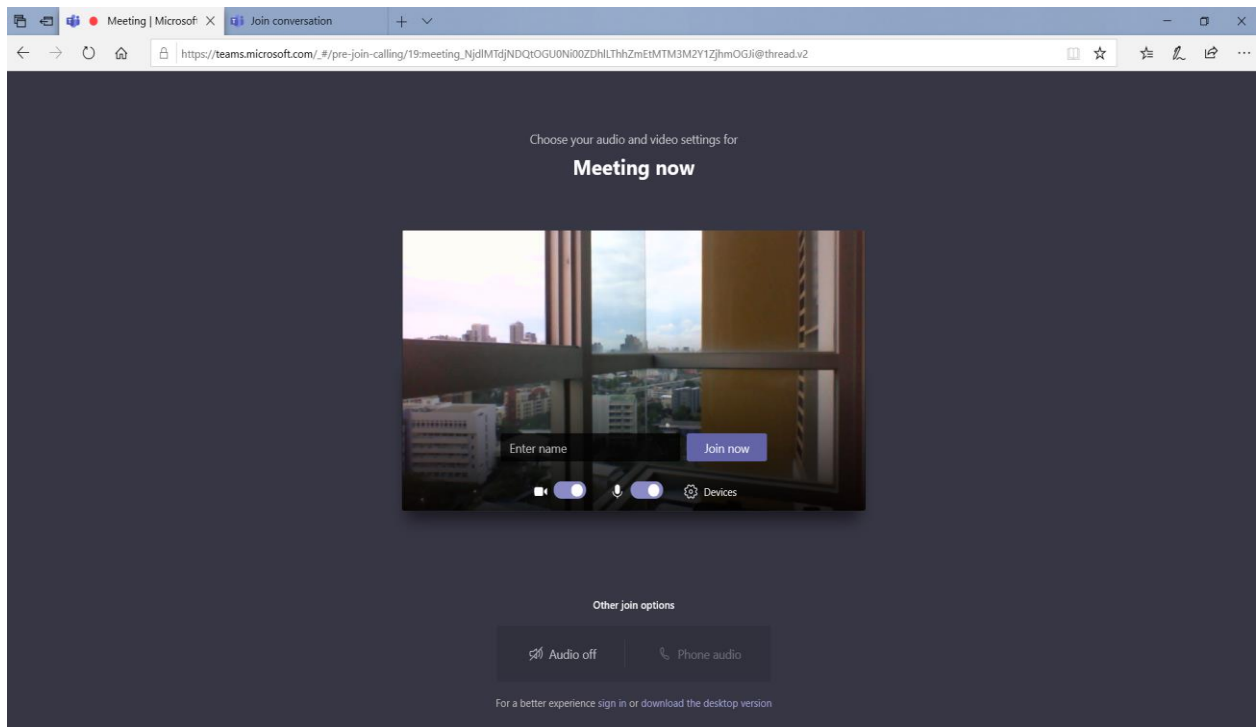 Meeting | Microsof
Join conversation
https://teams.microsoft.com/_#/pre-join-calling/19:meeting_NjdlMTdjNDQtOGU0Ni00ZDhlLThhZmEtMTM3M2Y1ZjhmOGJi@thread.v2
Choose your audio and video settings for
Meeting now
Enter name
Join now
Devices
Other join options
Audio off
Phone audio
For a better experience sign in or download the desktop version